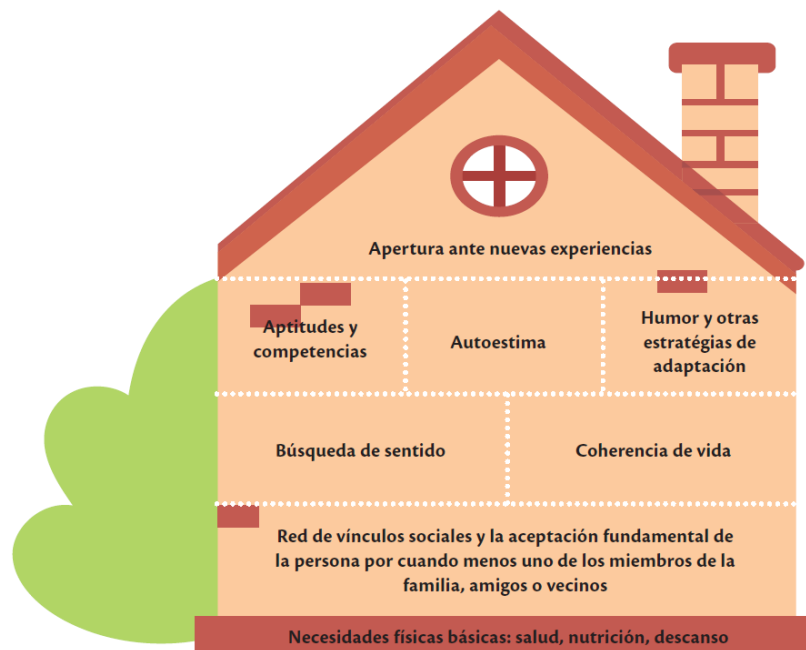 Apertura ante nuevas experiencias
Aptitudes y
competencias
Autoestima
Humor y otras
estratégias de
adaptación
Búsqueda de sentido
Coherencia de vida
Red de vínculos sociales y la aceptación fundamental de
la persona por cuando menos uno de los miembros de la
familia, amigos o vecinos
Necesidades físicas básicas: salud, nutrición, descanso